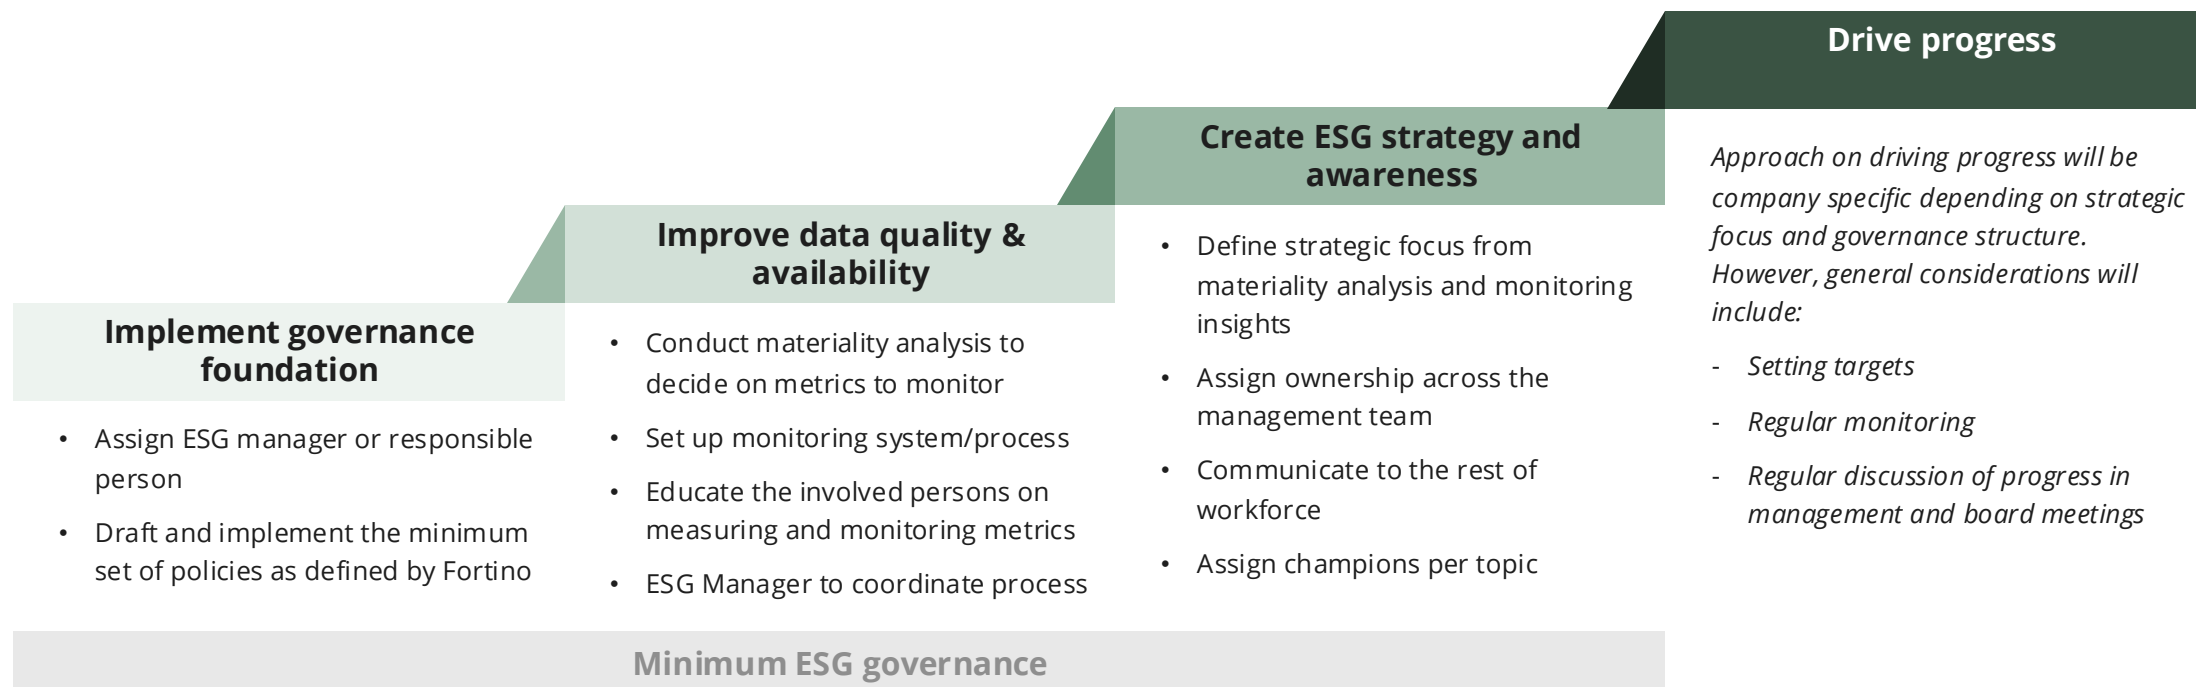 Implement governance
foundation
• Assign ESG manager or responsible
person
• Draft and implement the minimum
set of policies as defined by Fortino
Improve data quality &
availability
• Conduct materiality analysis to
decide on metrics to monitor
• Set up monitoring system/process
• Educate the involved persons on
measuring and monitoring metrics
• ESG Manager to coordinate process
Create ESG strategy and
awareness
• Define strategic focus from
materiality analysis and monitoring
insights
• Assign ownership across the
management team
• Communicate to the rest of
workforce
• Assign champions per topic
Drive progress
Approach on driving progress will be
company specific depending on strategic
focus and governance structure.
However, general considerations will
include:
- Setting targets
- Regular monitoring
- Regular discussion of progress in
management and board meetings
Minimum ESG governance